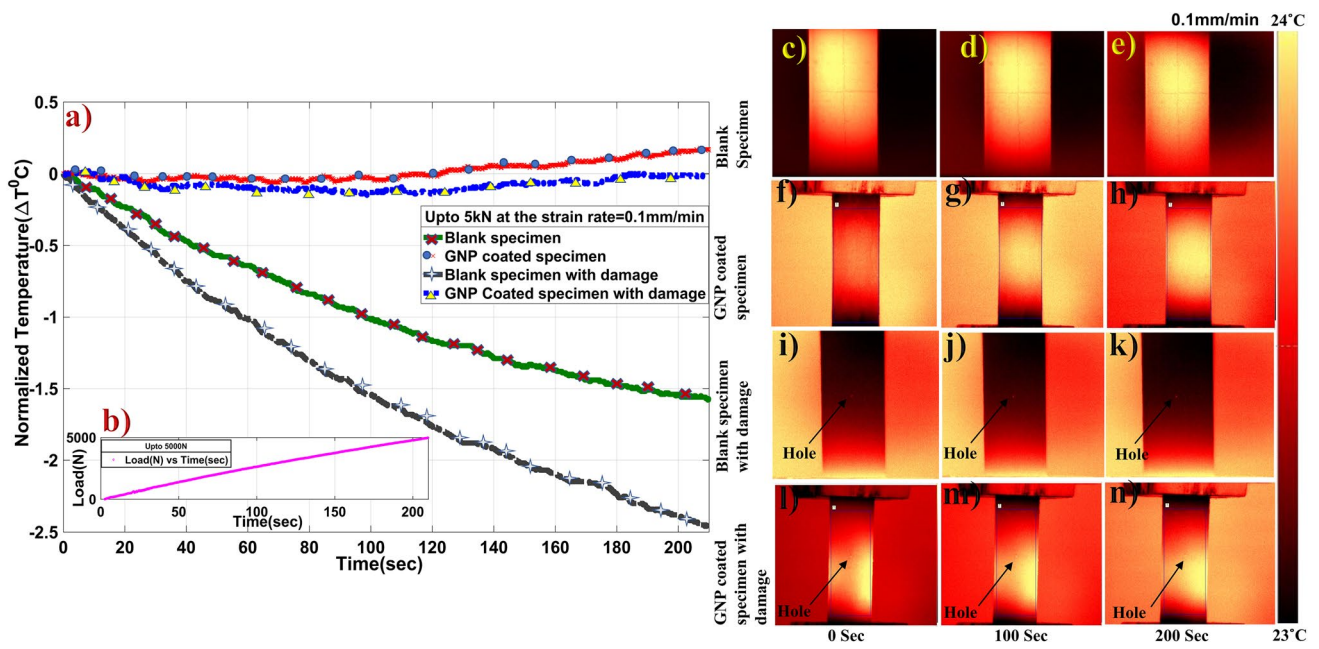 a)
Normalized Temperature(ΔT⁰C)
0.5
0
-0.5
-1
-1.5
-2
-2.5
0
20
40
60
80
100
120
140
160
180
200
Time(sec)
Upto 5kN at the strain rate=0.1mm/min
Blank specimen
GNP coated specimen
Blank specimen with damage
GNP Coated specimen with damage
b)
Load(N)
5000
0
Upto 5000N
Load(N) vs Time(sec)
0
50
100
150
200
Time(sec)
0.1mm/min
24°C
Blank
Specimen
c)
d)
e)
GNP coated
specimen
f)
g)
h)
Blank specimen
with damage
i)
Hole
j)
Hole
k)
Hole
GNP coated
specimen with
damage
l)
Hole
m)
Hole
n)
Hole
0 Sec
100 Sec
200 Sec
23°C